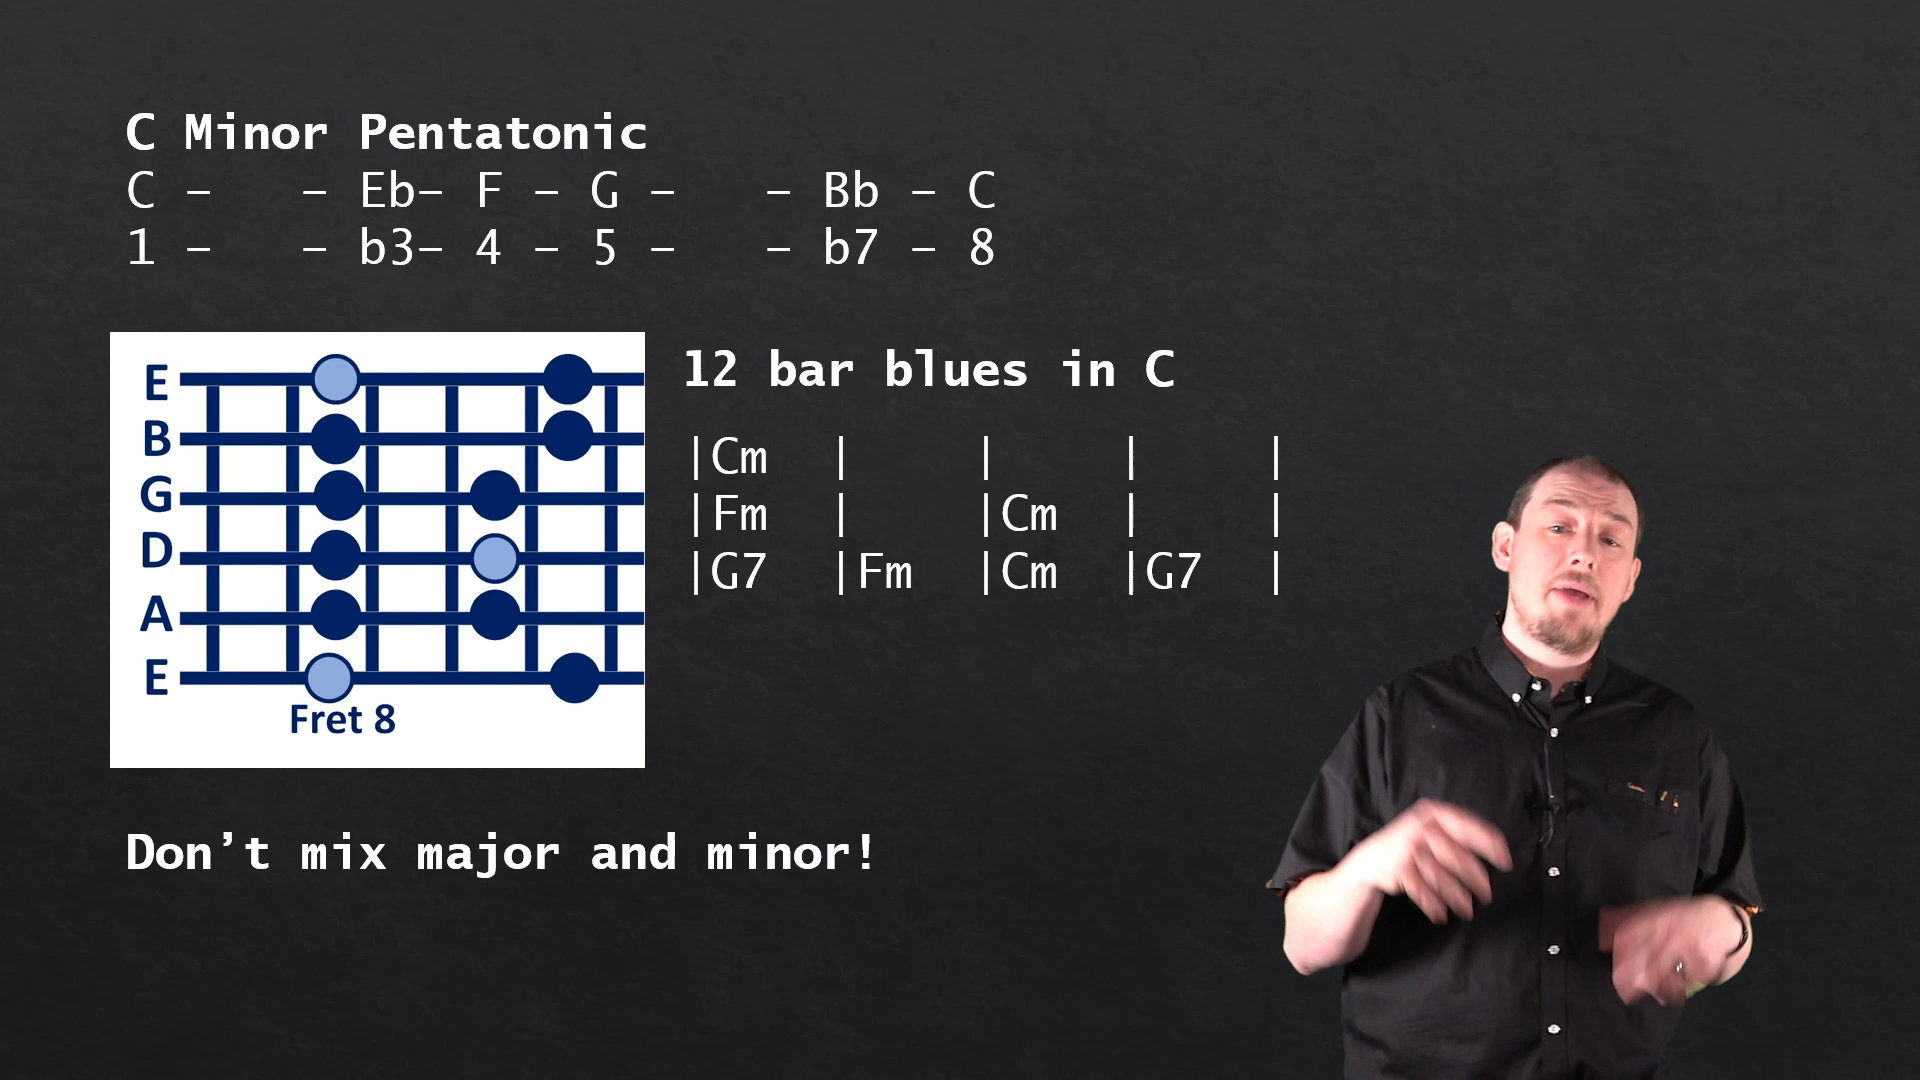 C Minor Pentatonic
C –   – Eb– F – G –   – Bb – C
1 –   – b3– 4 – 5 –   – b7 – 8
E
B
G
D
A
E
Fret 8
12 bar blues in C
|Cm  |    |    |    |
|Fm  |    |Cm  |    |
|G7  |Fm  |Cm  |G7  |
Don’t mix major and minor!